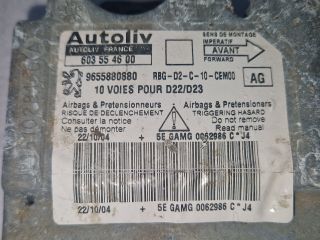 Autoliv
AUTOLIV FRANCE
603 55 46 00
SENS DE MONTAGE
IMPERATIF
AVANT
FORWARD
9655880880 RBG-D2-C-10-CEM00 AG
10 VOIES POUR D22/D23
Airbags & Pretensionneurs
RISQUE DE DECLENCHEMENT
Consulter la notice
Ne pas demonter
Airbags & Pretensioners
TRIGGERING HASARD
Do not remove
Read manual
22/10/04 + 5E GAMG 0062986 C * J4
22/10/04 + 5E GAMG 0062986 C * J4